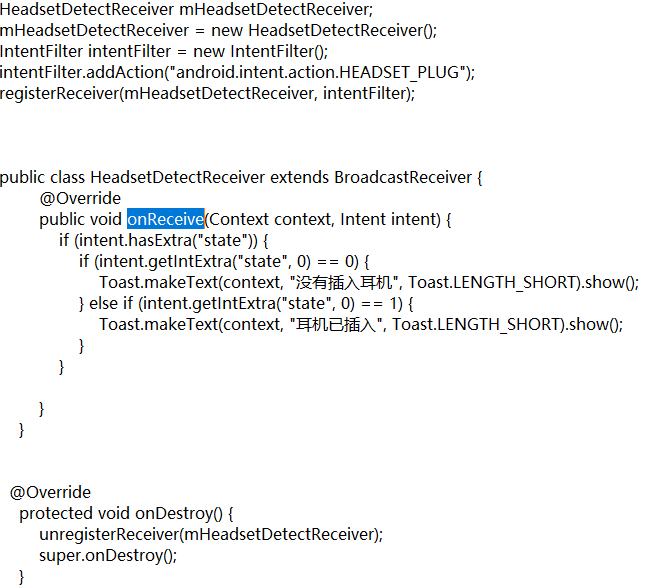 HeadsetDetectReceiver mHeadsetDetectReceiver;
mHeadsetDetectReceiver = new HeadsetDetectReceiver();
IntentFilter intentFilter = new IntentFilter();
intentFilter.addAction("android.intent.action.HEADSET_PLUG");
registerReceiver(mHeadsetDetectReceiver, intentFilter);
public class HeadsetDetectReceiver extends BroadcastReceiver {
@Override
public void onReceive(Context context, Intent intent) {
if (intent.hasExtra("state")) {
if (intent.getIntExtra("state", 0) == 0) {
Toast.makeText(context, "没有插入耳机", Toast.LENGTH_SHORT).show();
} else if (intent.getIntExtra("state", 0) == 1) {
Toast.makeText(context, "耳机已插入", Toast.LENGTH_SHORT).show();
}
}
}
}
@Override
protected void onDestroy() {
unregisterReceiver(mHeadsetDetectReceiver);
super.onDestroy();
}